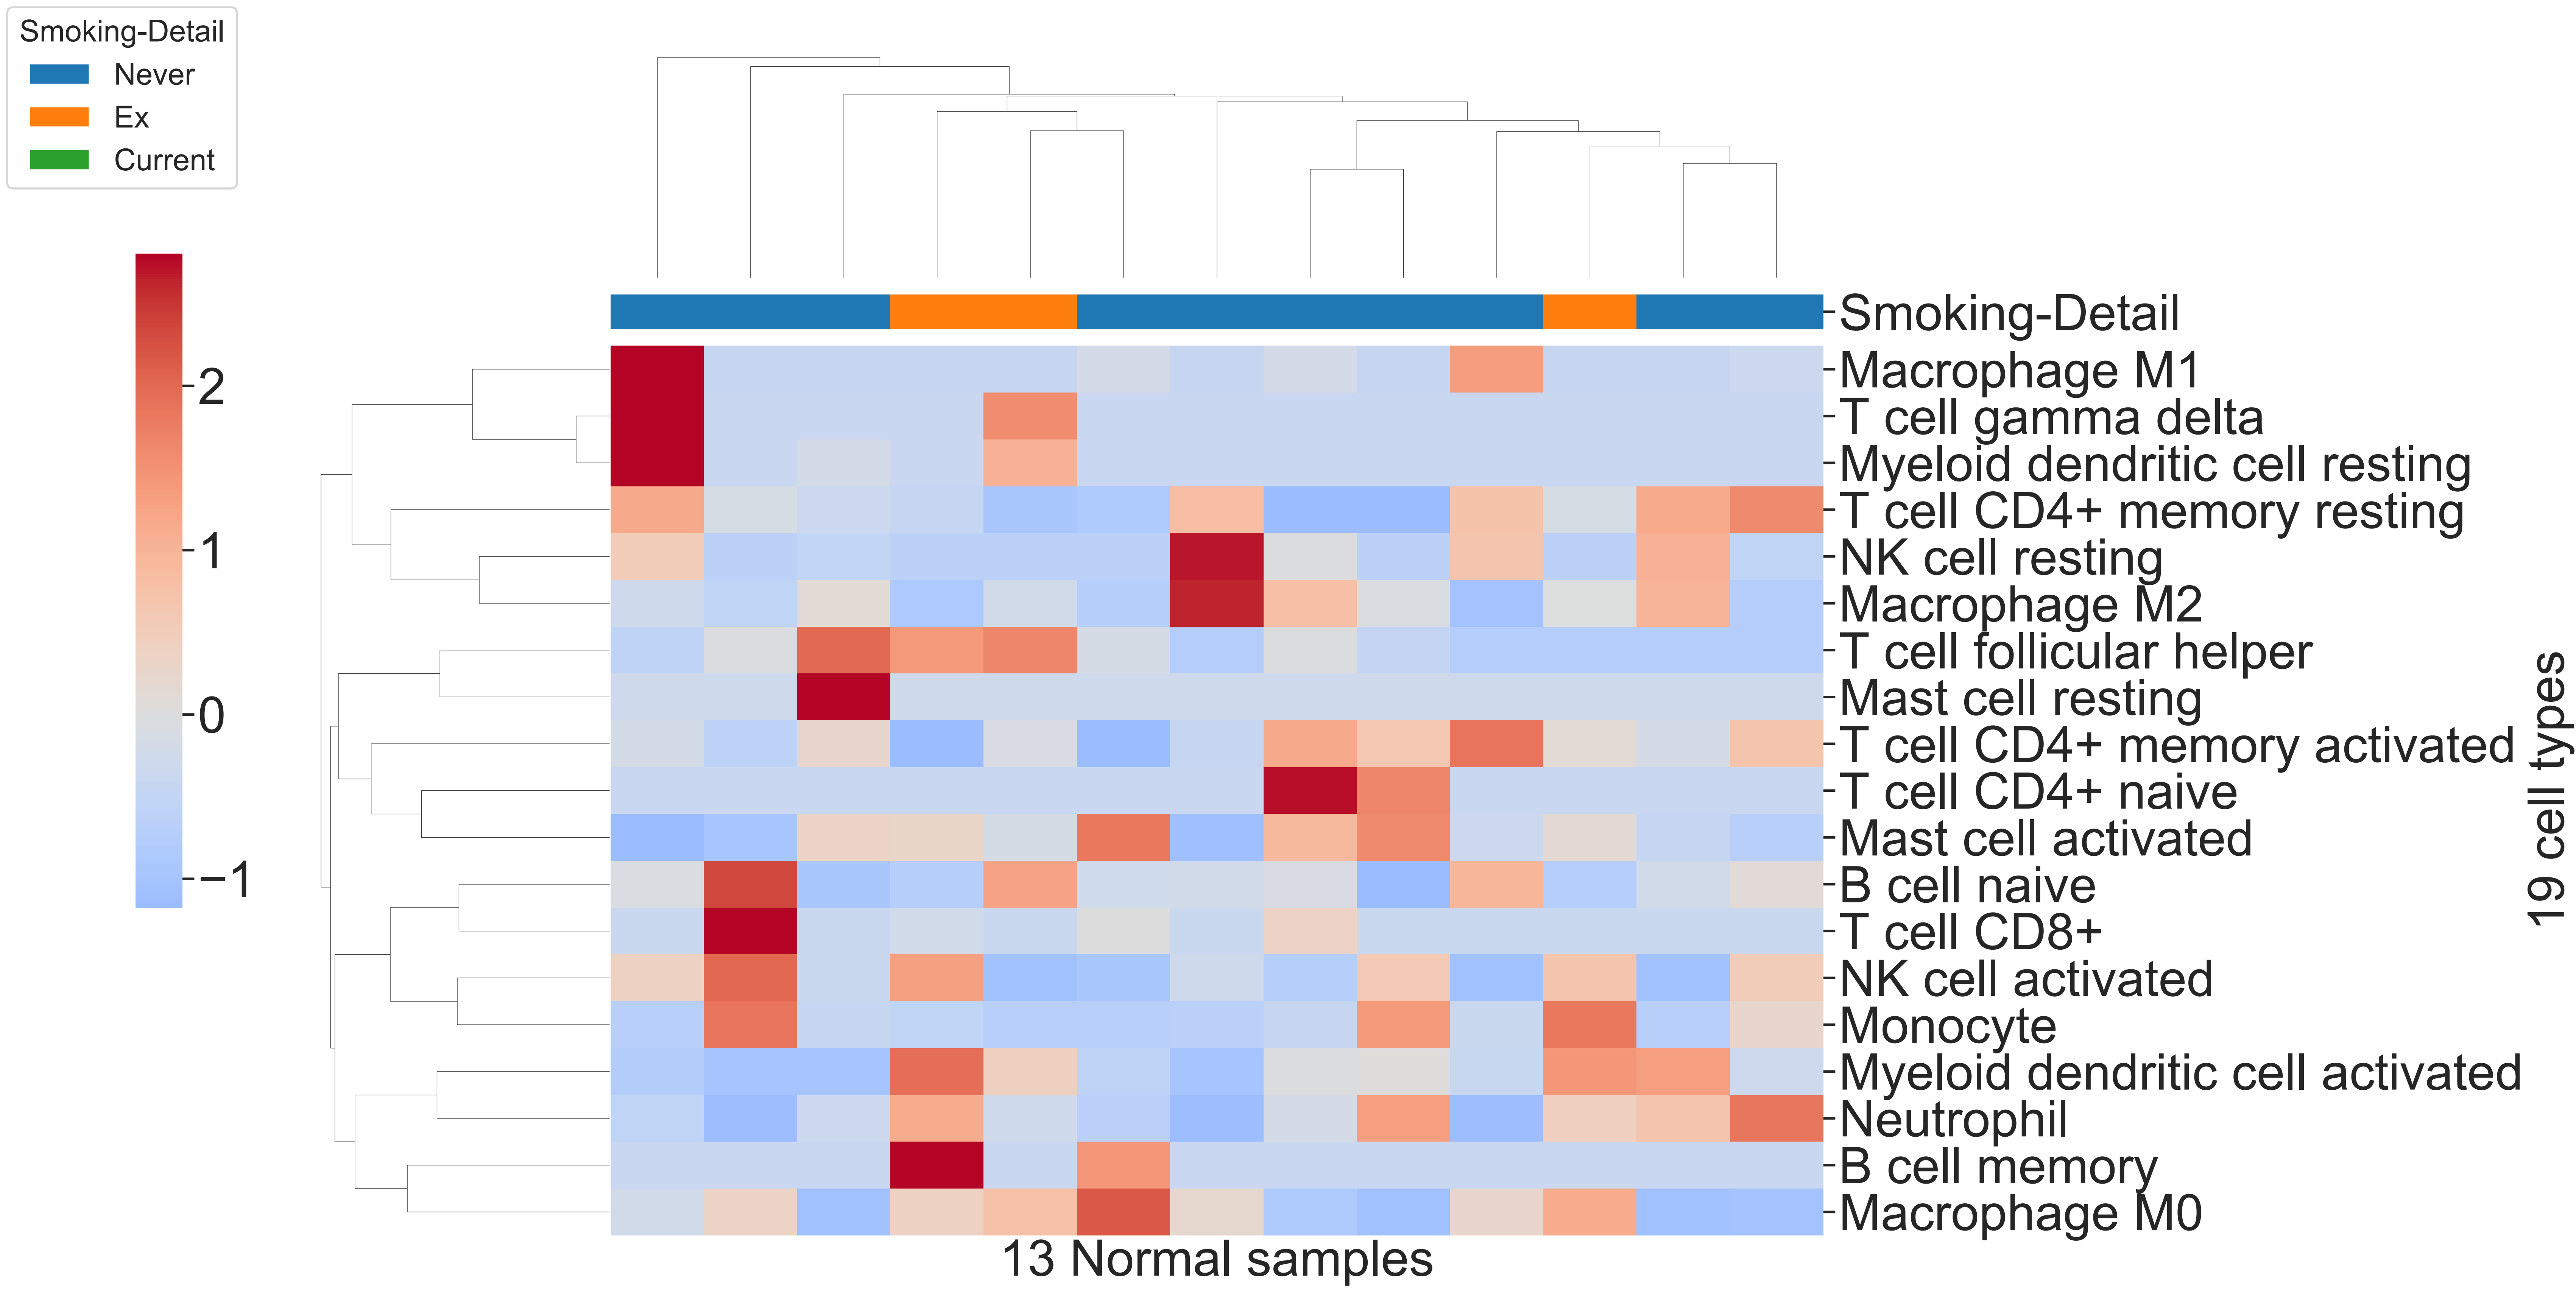 Smoking-Detail
Never
Ex
Current
2
1
0
−1
Smoking-Detail
Macrophage M1
T cell gamma delta
Myeloid dendritic cell resting
T cell CD4+ memory resting
NK cell resting
Macrophage M2
T cell follicular helper
Mast cell resting
T cell CD4+ memory activated
T cell CD4+ naive
Mast cell activated
B cell naive
T cell CD8+
NK cell activated
Monocyte
Myeloid dendritic cell activated
Neutrophil
B cell memory
Macrophage M0
19 cell types
13 Normal samples